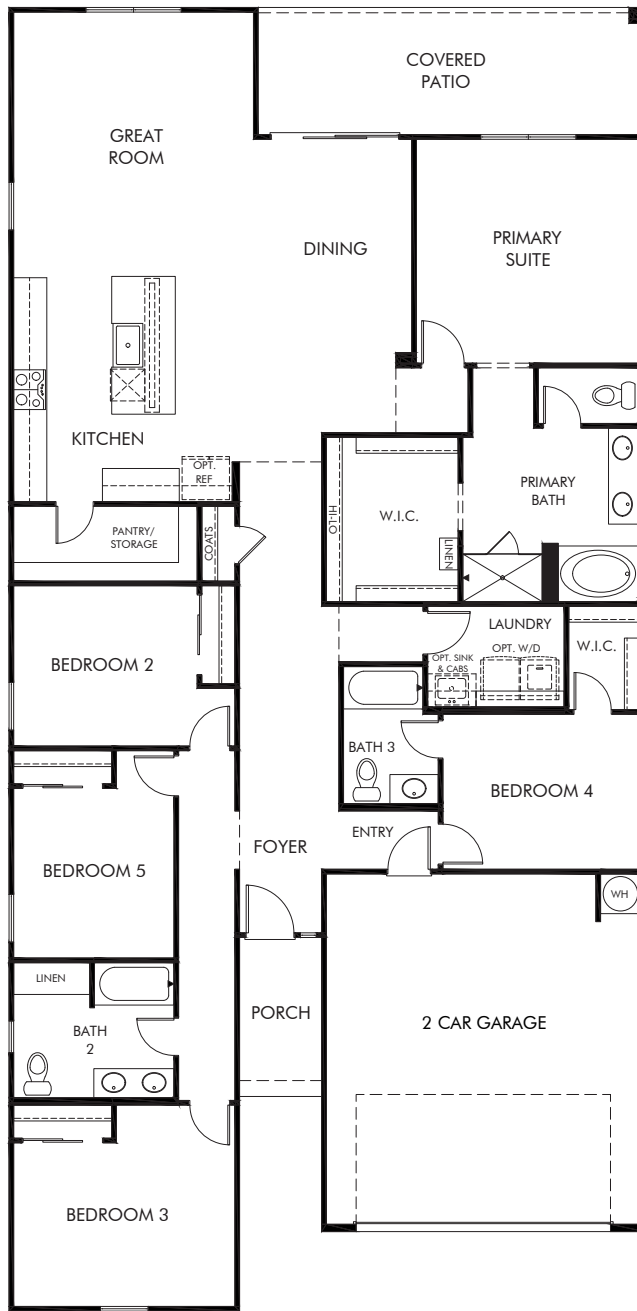 COVERED
PATIO
GREAT
ROOM
DINING
PRIMARY
SUITE
KITCHEN
OPT.
REF
PRIMARY
BATH
HI-LO
W.I.C.
LINEN
PANTRY/
STORAGE
COATS
LAUNDRY
OPT. W/D
OPT. SINK
& CABS
W.I.C.
BEDROOM 2
BATH 3
BEDROOM 4
ENTRY
FOYER
BEDROOM 5
WH
LINEN
BATH
2
PORCH
2 CAR GARAGE
BEDROOM 3